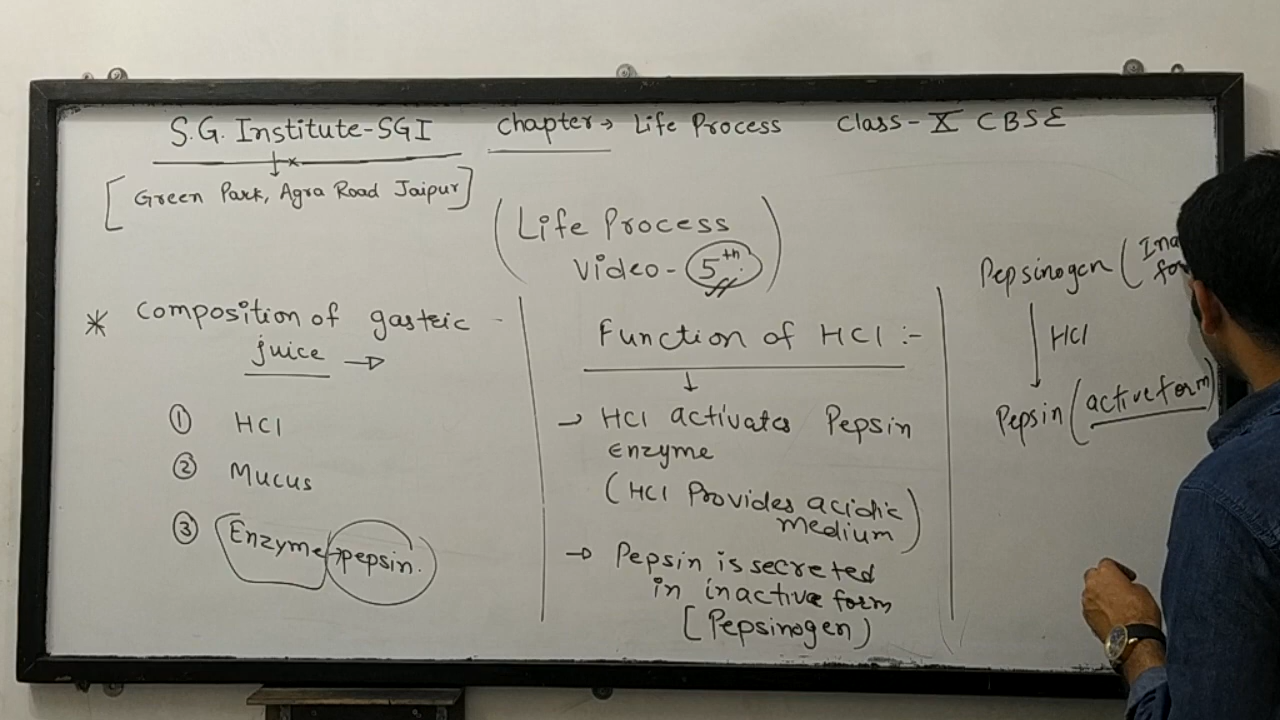 S.G. Institute-SGI
[Green Park, Agra Road Jaipur]
Chapter → Life Process
Class - X CBSE
(Life Process
Video - 5th)
* Composition of gastric
juice →
① HCl
② Mucus
③ Enzyme → pepsin.
Function of HCl :-
↓
→ HCl activates Pepsin
Enzyme
(HCl Provides acidic
medium)
→ Pepsin is secreted
in inactive form
[Pepsinogen)
Pepsinogen (
↓ HCl
Pepsin (active form)